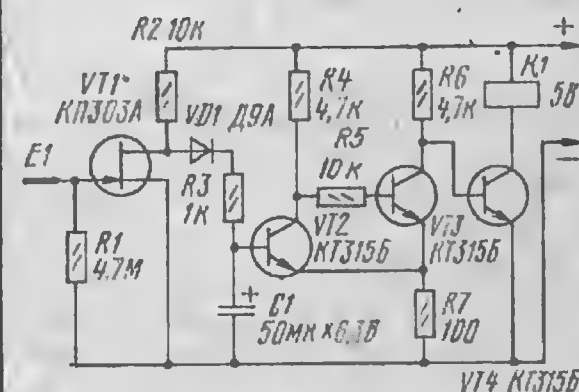 R2 10к
VT1*
КП303А
VD1 Д9А
E1
R1
4,7М
R3
1к
R4
4,7к
R5
10к
R6
4,7к
K1
5В
+
−
VT2
КТ315Б
VT3
КТ315Б
+
C1
50мк×6,3В
R7
100
VT4 КТ315Б